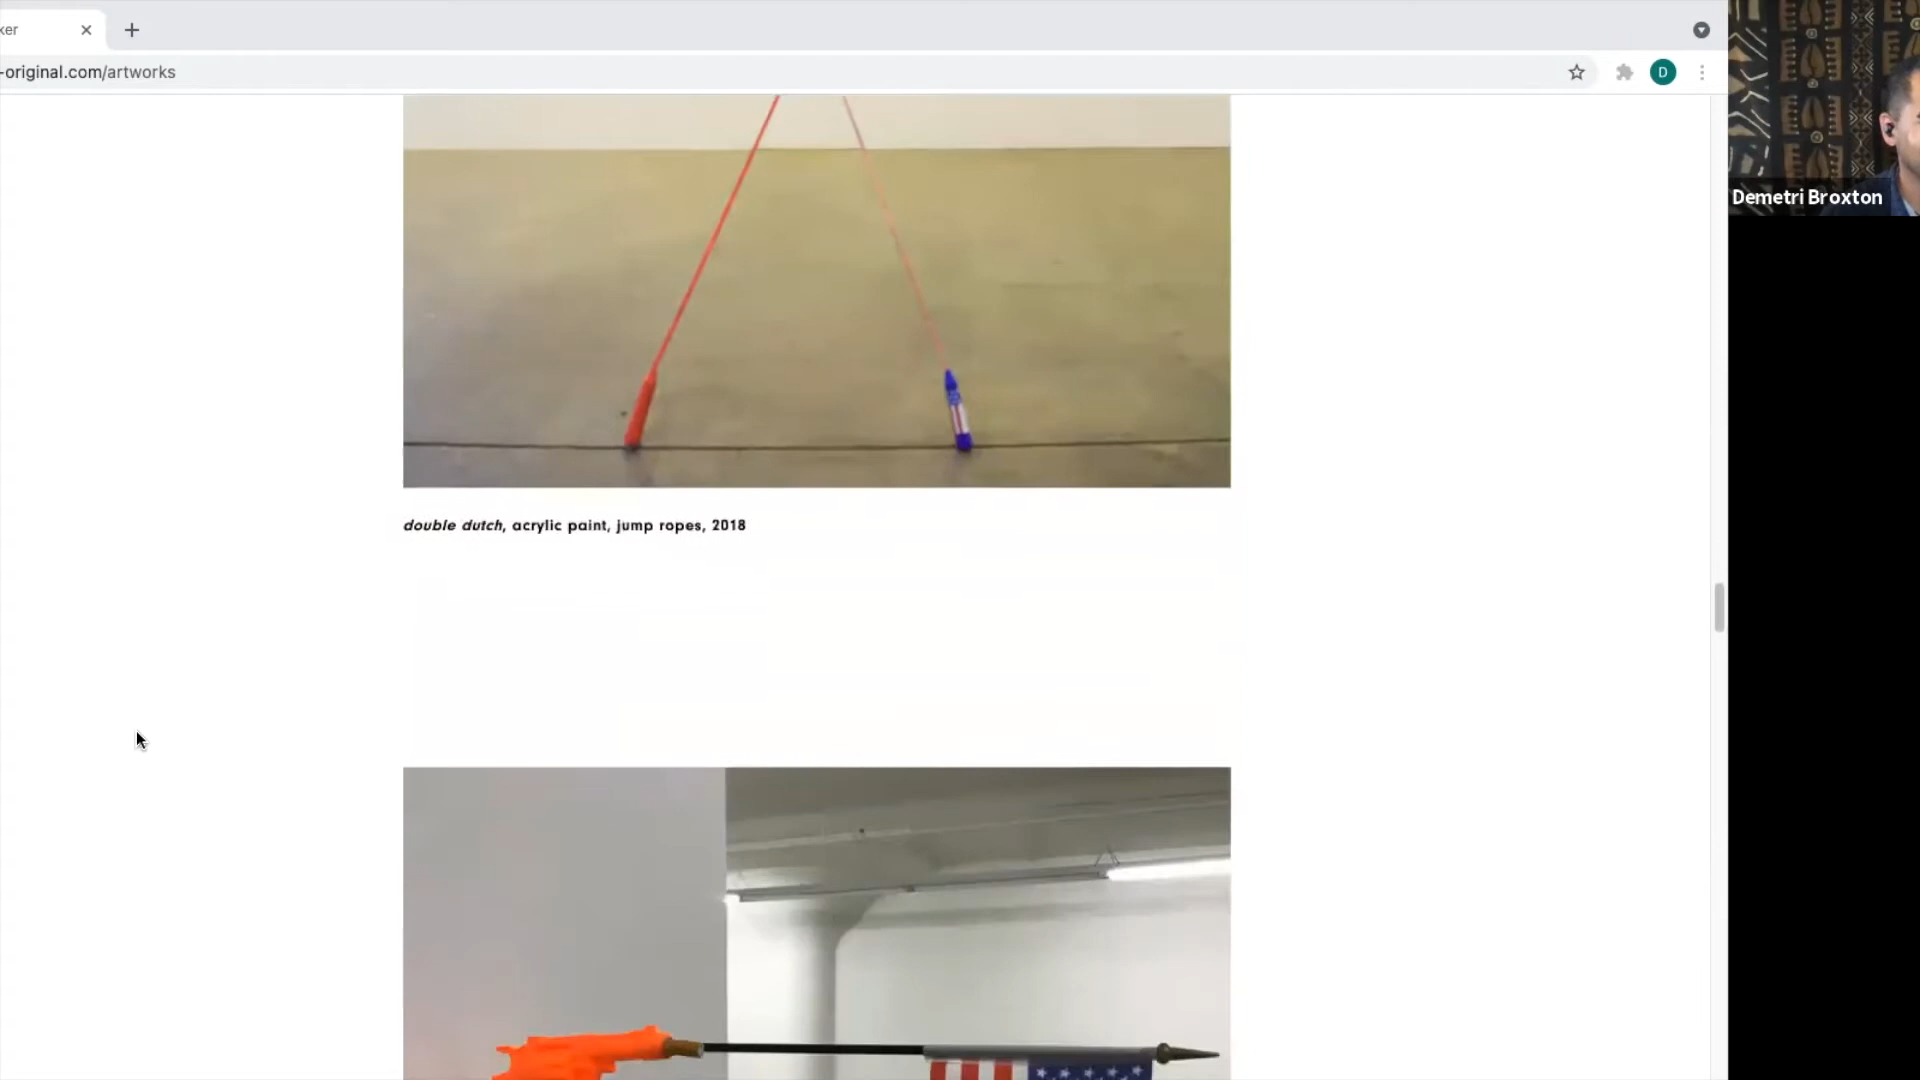 ker
-original.com/artworks
D
Demetri Broxton
double dutch, acrylic paint, jump ropes, 2018